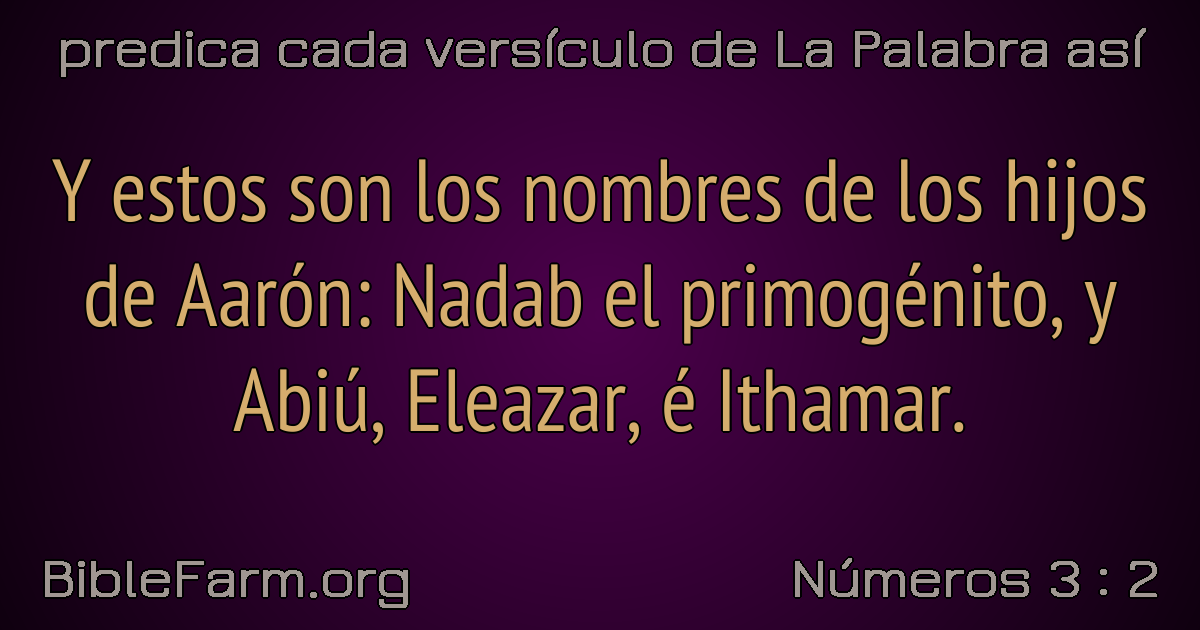 predica cada versículo de La Palabra así
Y estos son los nombres de los hijos
de Aarón: Nadab el primogénito, y
Abiú, Eleazar, é Ithamar.
BibleFarm.org
Números 3 : 2